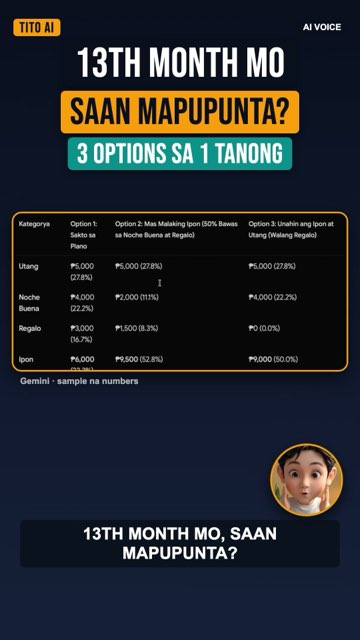 TITO AI
AI VOICE
13TH MONTH MO
SAAN MAPUPUNTA?
3 OPTIONS SA 1 TANONG
Kategorya
Option 1: Sakto sa Plano
Option 2: Mas Malaking Ipon (50% Bawas sa Noche Buena at Regalo)
Option 3: Unahin ang Ipon at Utang (Walang Regalo)
Utang
₱5,000 (27.8%)
₱5,000 (27.8%)
₱5,000 (27.8%)
Noche Buena
₱4,000 (22.2%)
₱2,000 (11.1%)
₱4,000 (22.2%)
Regalo
₱3,000 (16.7%)
₱1,500 (8.3%)
₱0 (0.0%)
Ipon
₱6,000
₱9,500 (52.8%)
₱9,000 (50.0%)
Gemini · sample na numbers
13TH MONTH MO, SAAN
MAPUPUNTA?